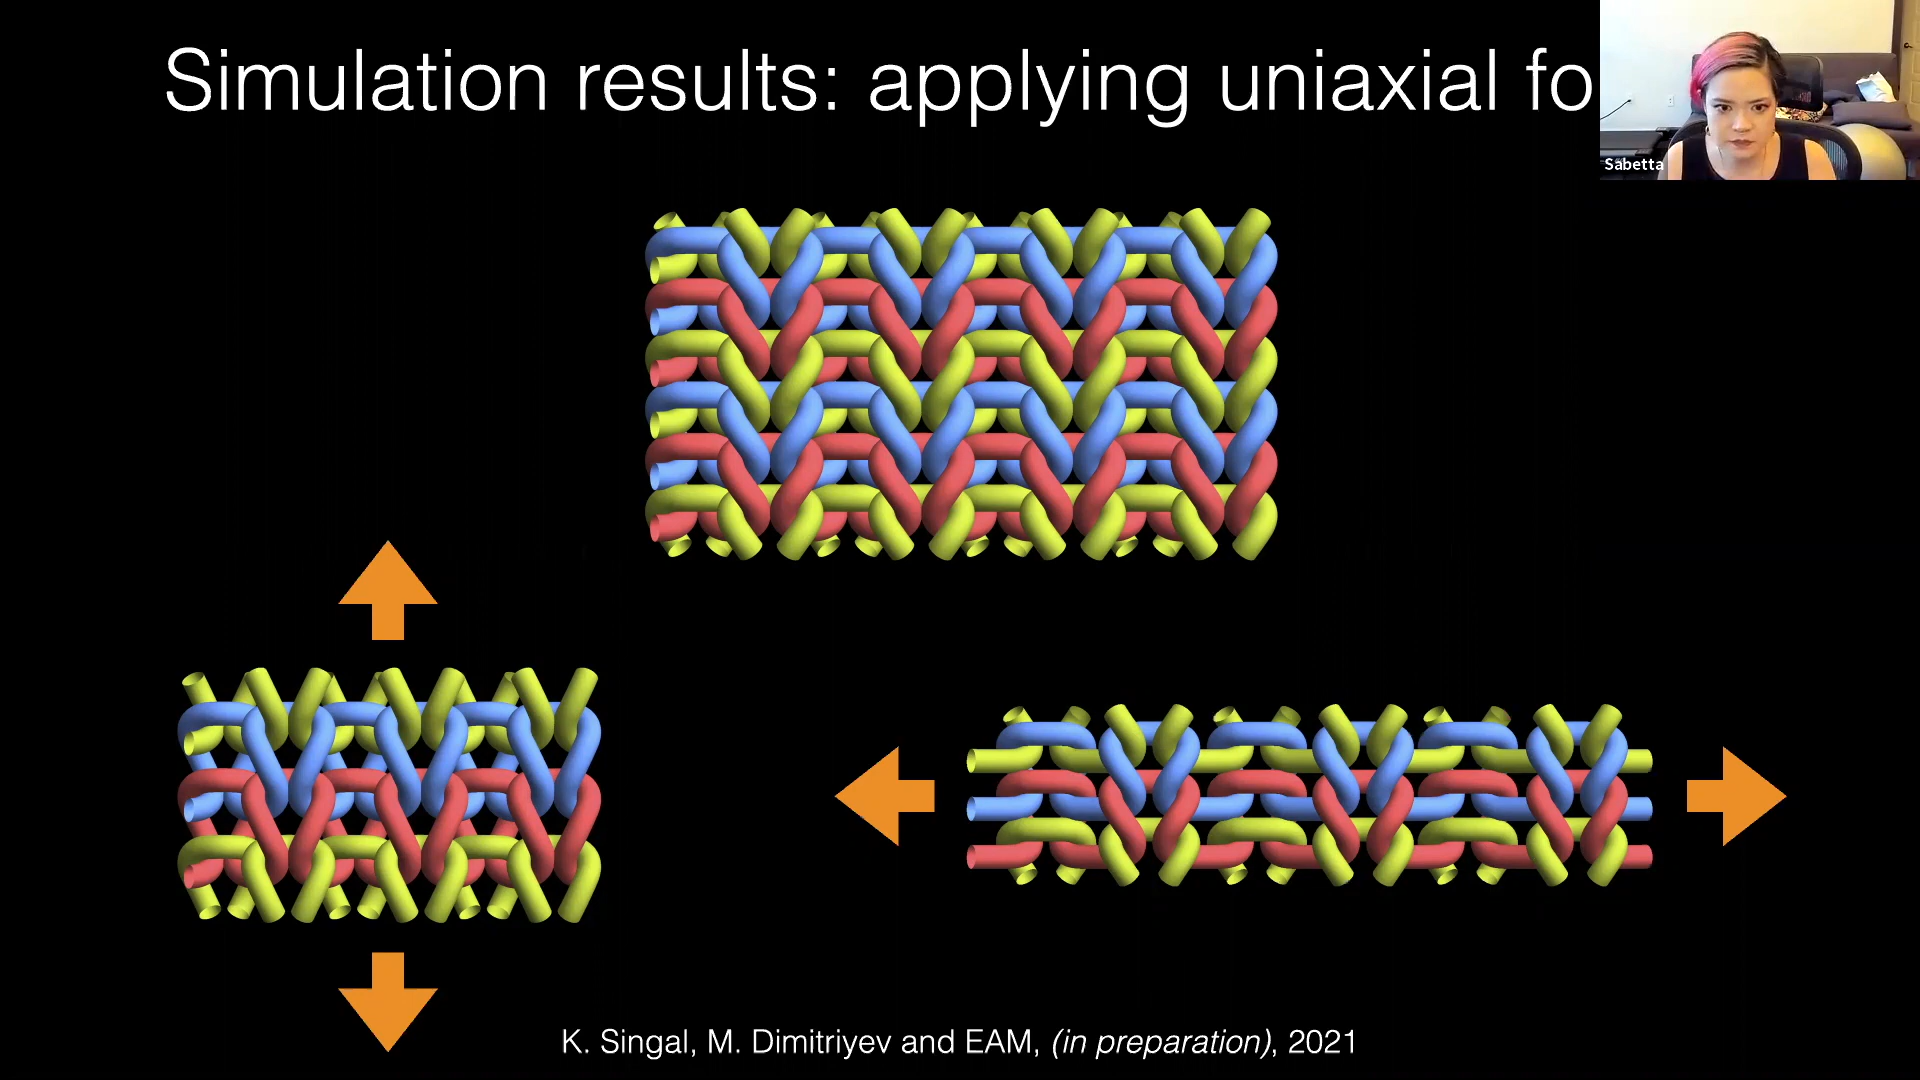 Simulation results: applying uniaxial fo
Sabetta
K. Singal, M. Dimitriyev and EAM, (in preparation), 2021